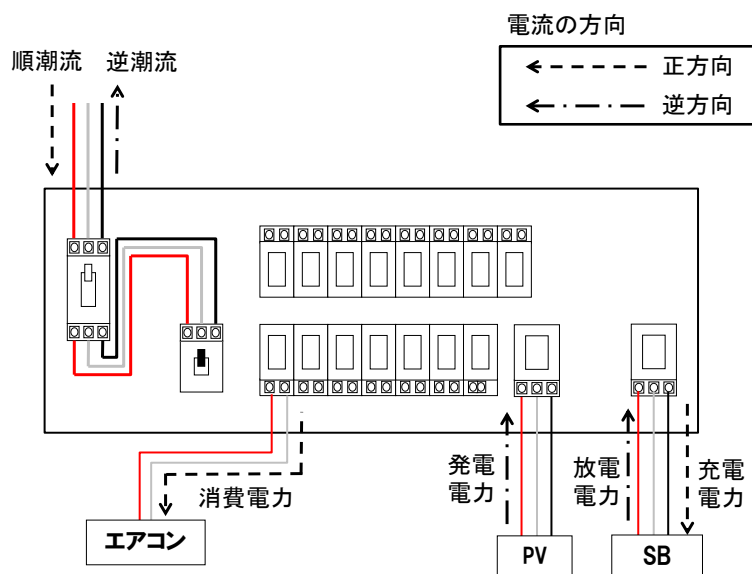 電流の方向
正方向
逆方向
順潮流
逆潮流
消費電力
発電
電力
放電
電力
充電
電力
エアコン
PV
SB